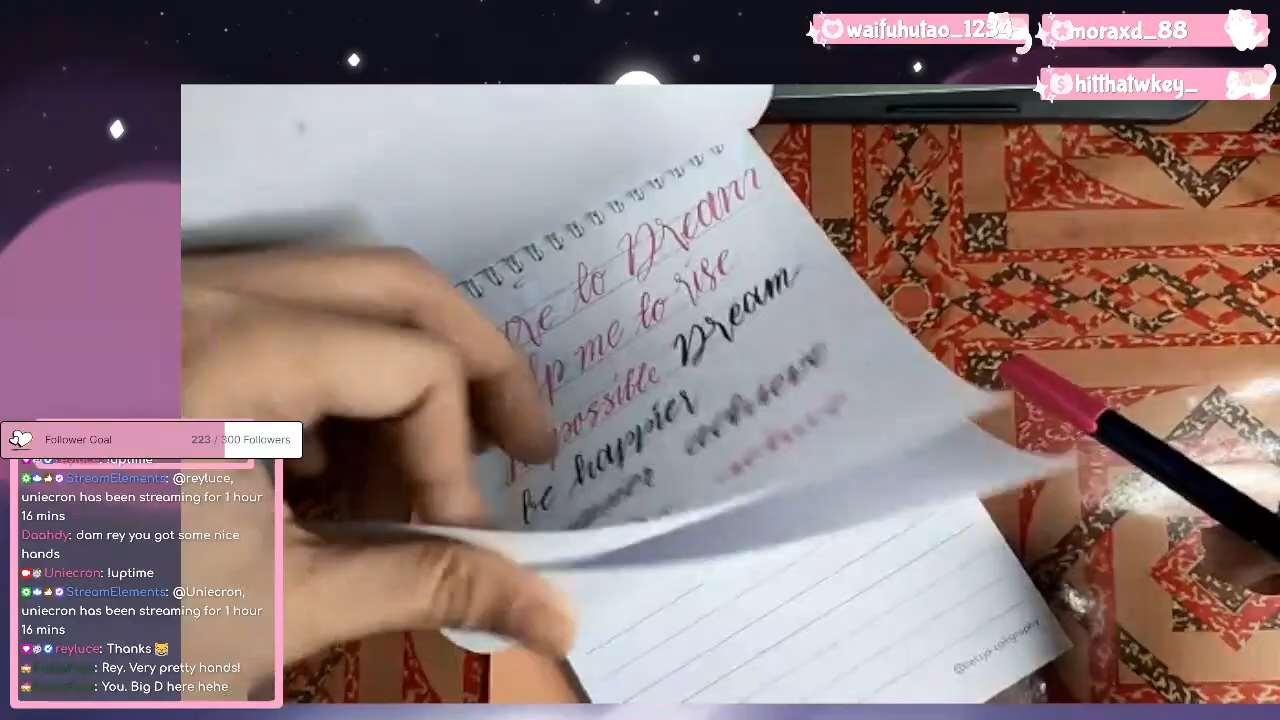 waifuhutao_1234
moraxd_88
hitthatwkey_
to Dream
me to rise
possible Dream
be happier
Follower Goal
223 / 300 Followers
reyluce: !uptime
StreamElements: @reyluce,
uniecron has been streaming for 1 hour
16 mins
Daahdy: dam rey you got some nice
hands
Uniecron: !uptime
StreamElements: @Uniecron,
uniecron has been streaming for 1 hour
16 mins
reyluce: Thanks
: Rey. Very pretty hands!
: You. Big D here hehe